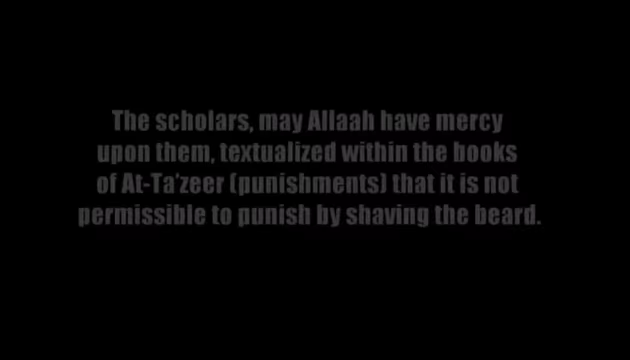 The scholars, may Allaah have mercy
upon them, textualized within the books
of At-Ta'zeer (punishments) that it is not
permissible to punish by shaving the beard.